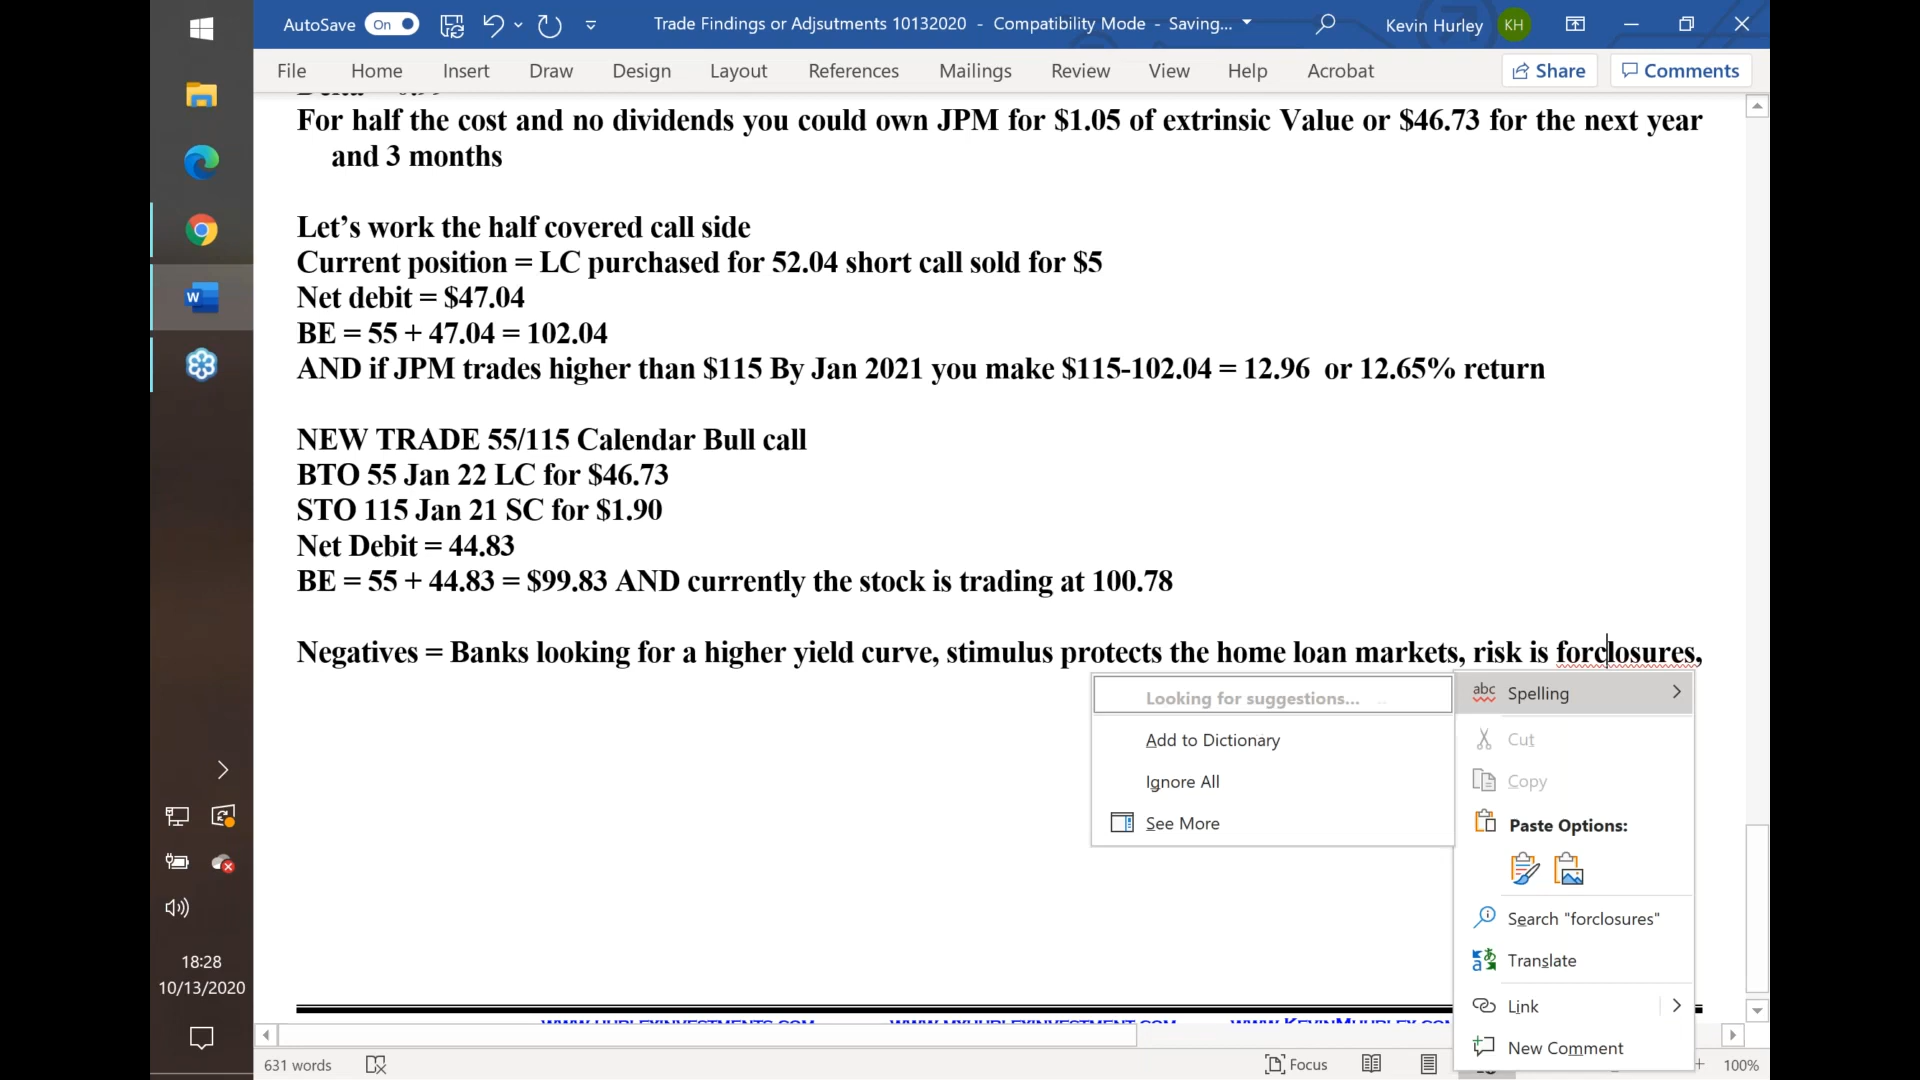 AutoSave On Trade Findings or Adjsutments 10132020 - Compatibility Mode - Saving... Kevin Hurley KH
File Home Insert Draw Design Layout References Mailings Review View Help Acrobat Share Comments
For half the cost and no dividends you could own JPM for $1.05 of extrinsic Value or $46.73 for the next year
and 3 months
Let’s work the half covered call side
Current position = LC purchased for 52.04 short call sold for $5
Net debit = $47.04
BE = 55 + 47.04 = 102.04
AND if JPM trades higher than $115 By Jan 2021 you make $115-102.04 = 12.96 or 12.65% return
NEW TRADE 55/115 Calendar Bull call
BTO 55 Jan 22 LC for $46.73
STO 115 Jan 21 SC for $1.90
Net Debit = 44.83
BE = 55 + 44.83 = $99.83 AND currently the stock is trading at 100.78
Negatives = Banks looking for a higher yield curve, stimulus protects the home loan markets, risk is forclosures,
Looking for suggestions...
Add to Dictionary
Ignore All
See More
abc Spelling
Cut
Copy
Paste Options:
Search "forclosures"
Translate
Link
New Comment
18:28
10/13/2020
631 words Focus 100%